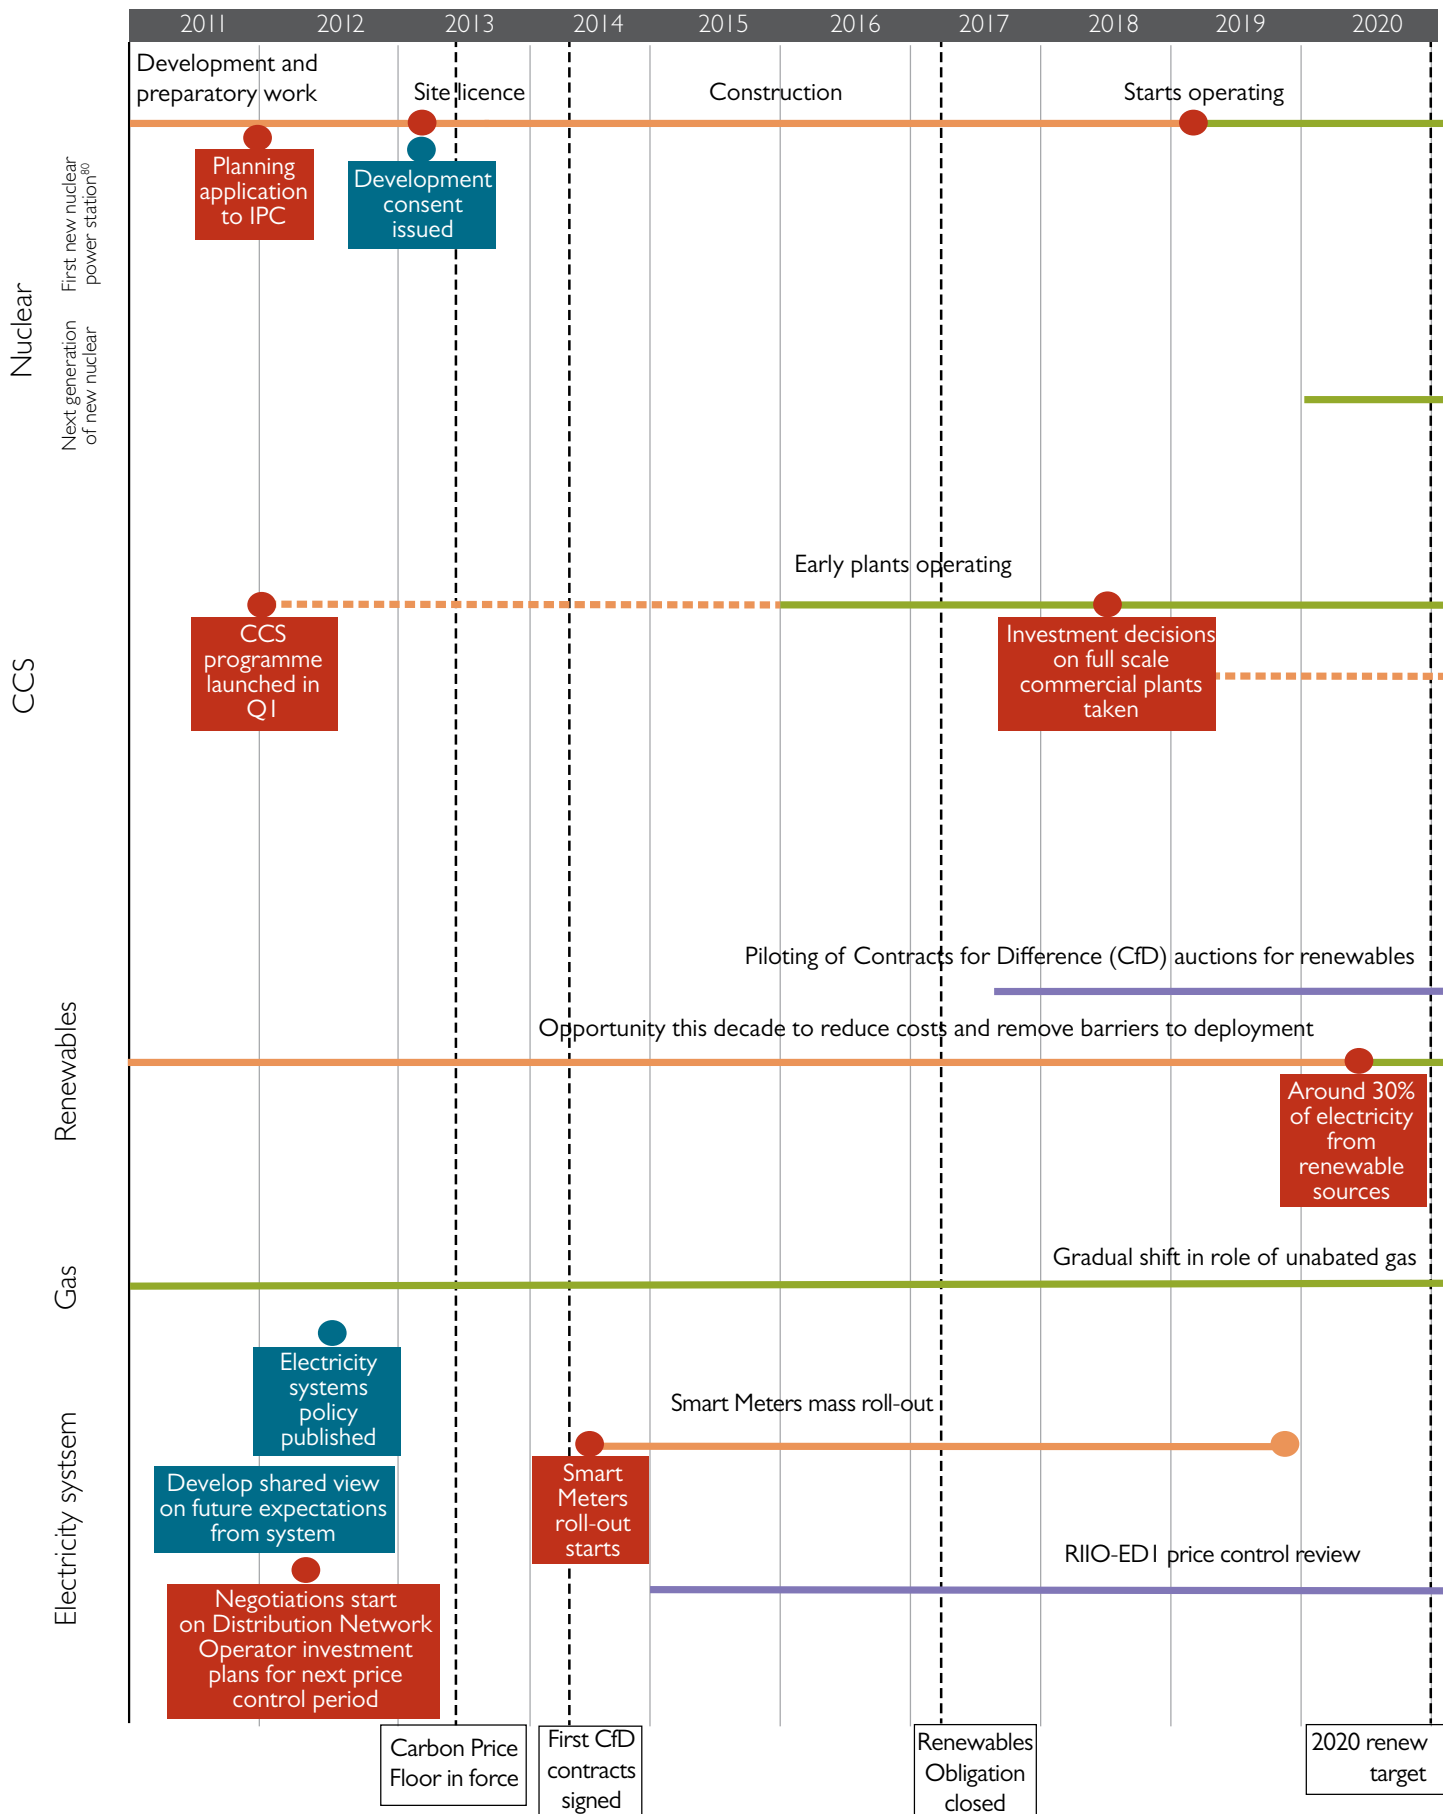 2011 2012 2013 2014 2015 2016 2017 2018 2019 2020
Development and
preparatory work
Site licence
Construction
Starts operating
Nuclear
First new nuclear
power station80
Planning
application
to IPC
Development
consent
issued
Next generation
of new nuclear
CCS
Early plants operating
CCS
programme
launched in
Q1
Investment decisions
on full scale
commercial plants
taken
Renewables
Piloting of Contracts for Difference (CfD) auctions for renewables
Opportunity this decade to reduce costs and remove barriers to deployment
Around 30%
of electricity
from
renewable
sources
Gas
Gradual shift in role of unabated gas
Electricity systsem
Electricity
systems
policy
published
Smart Meters mass roll-out
Develop shared view
on future expectations
from system
Smart
Meters
roll-out
starts
RIIO-ED1 price control review
Negotiations start
on Distribution Network
Operator investment
plans for next price
control period
Carbon Price
Floor in force
First CfD
contracts
signed
Renewables
Obligation
closed
2020 renew
target